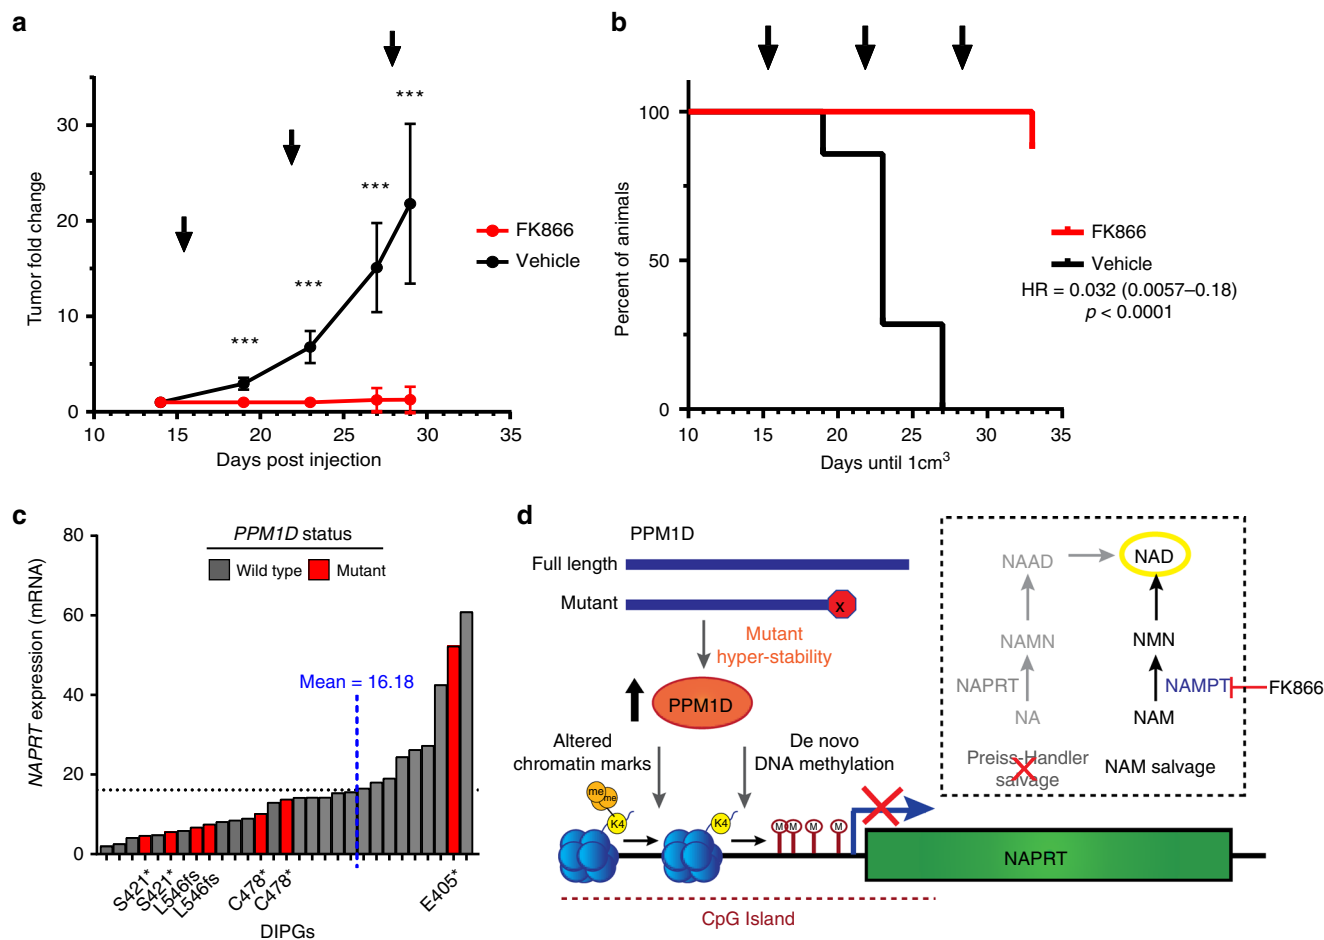 a
Tumor fold change
30
20
10
0
10
15
20
25
30
35
Days post injection
***
***
***
***
FK866
Vehicle
b
Percent of animals
100
50
0
10
15
20
25
30
35
Days until 1cm³
FK866
Vehicle
HR = 0.032 (0.0057–0.18)
p < 0.0001
c
PPM1D status
Wild type
Mutant
NAPRT expression (mRNA)
80
60
40
20
0
Mean = 16.18
S421*
S421*
L546fs
L546fs
C478*
C478*
E405*
DIPGs
d
PPM1D
Full length
Mutant
x
Mutant
hyper-stability
PPM1D
Altered
chromatin marks
De novo
DNA methylation
me
me
K4
K4
M
M
M
M
NAPRT
CpG Island
NAAD
NAD
NAMN
NMN
NAPRT
NAMPT
FK866
NA
NAM
Preiss-Handler
salvage
NAM salvage